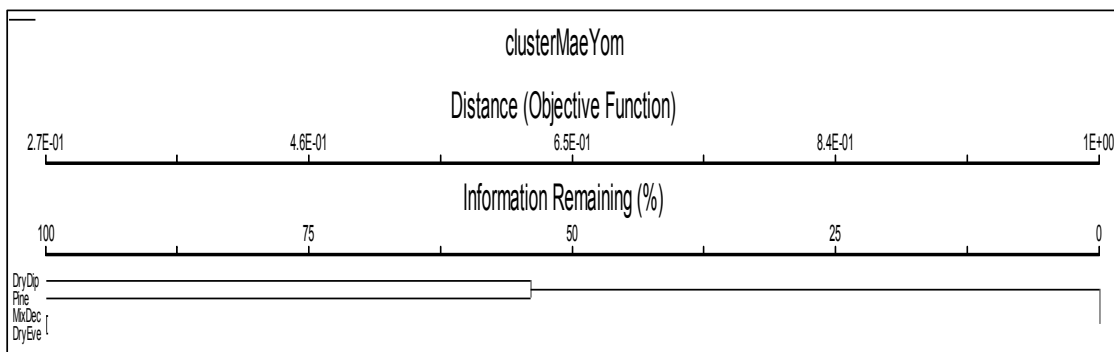 clusterMaeYom
Distance (Objective Function)
2.7E-01 4.6E-01 6.5E-01 8.4E-01 1E+00
Information Remaining (%)
100 75 50 25 0
DryDip
Pine
MixDec
DryEve